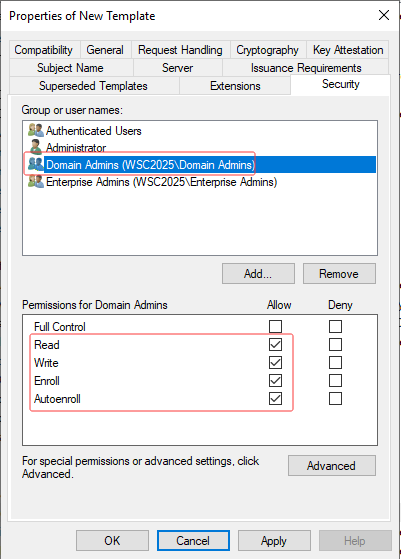 Properties of New Template
Compatibility General Request Handling Cryptography Key Attestation
Subject Name Server Issuance Requirements
Superseded Templates Extensions Security
Group or user names:
Authenticated Users
Administrator
Domain Admins (WSC2025\Domain Admins)
Enterprise Admins (WSC2025\Enterprise Admins)
Add... Remove
Permissions for Domain Admins Allow Deny
Full Control
Read
Write
Enroll
Autoenroll
For special permissions or advanced settings, click
Advanced.
Advanced
OK Cancel Apply Help